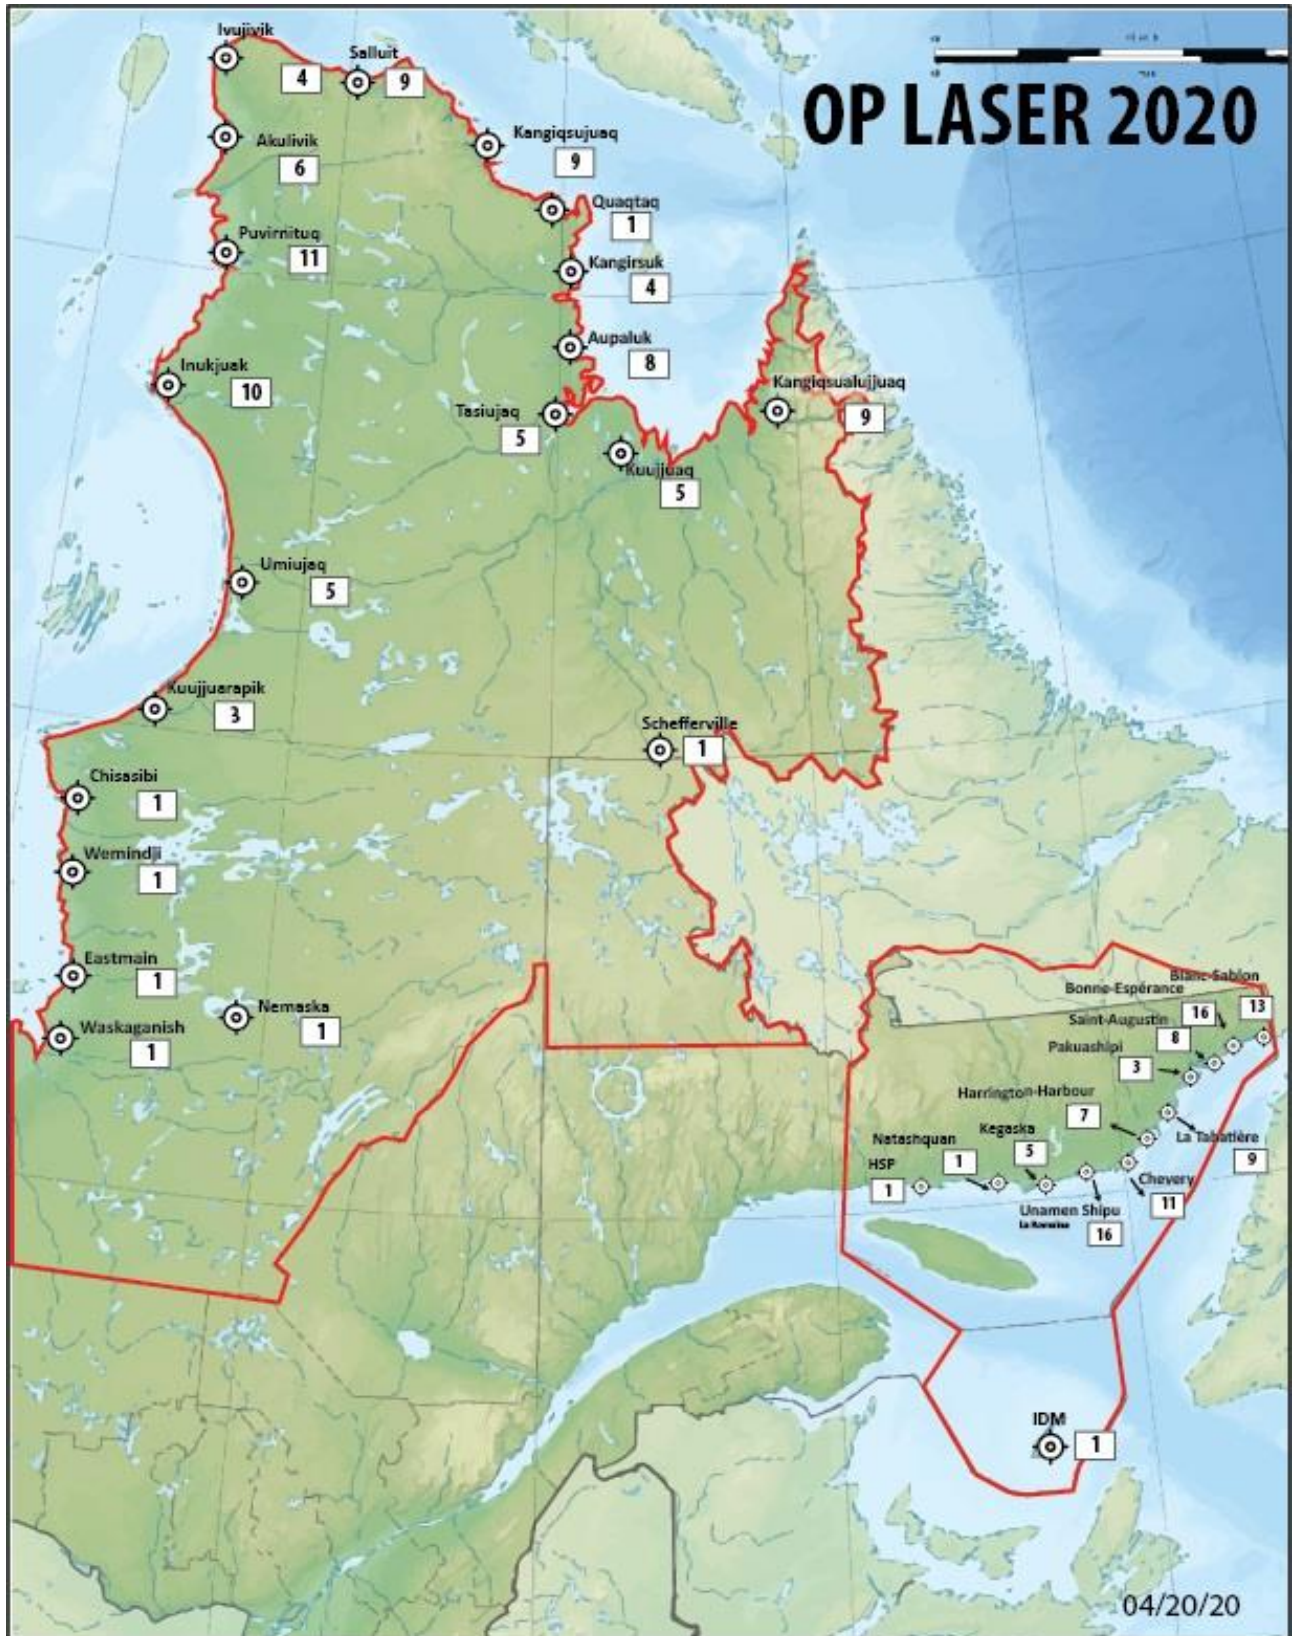 OP LASER 2020
Ivujivik
4
Salluit
9
Akulivik
6
Kangiqsujuaq
9
Quaqtaq
1
Puvirnituq
11
Kangirsuk
4
Aupaluk
8
Inukjuak
10
Tasiujaq
5
Kangiqsualujjuaq
9
Kuujjuaq
5
Umiujaq
5
Kuujjuarapik
3
Schefferville
1
Chisasibi
1
Wemindji
1
Eastmain
1
Nemaska
1
Waskaganish
1
Blanc-Sablon
13
Bonne-Espérance
16
Saint-Augustin
8
Pakuashipi
3
Harrington-Harbour
7
La Tabatière
9
Kegaska
5
Natashquan
1
HSP
1
Chevery
11
Unamen Shipu
La Romaine
16
IDM
1
04/20/20